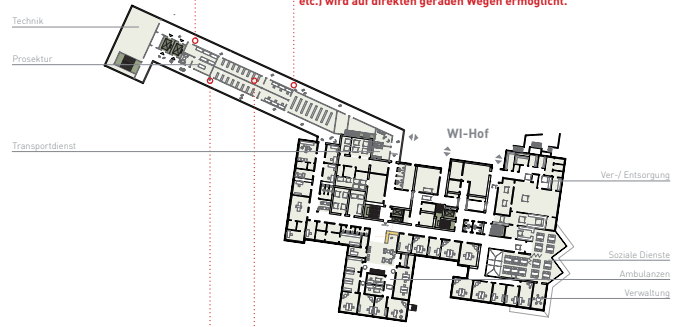 etc.) wird auf direkten geraden Wegen ermöglicht.
Technik
Prosektur
WI-Hof
Transportdienst
Ver-/ Entsorgung
Soziale Dienste
Ambulanzen
Verwaltung